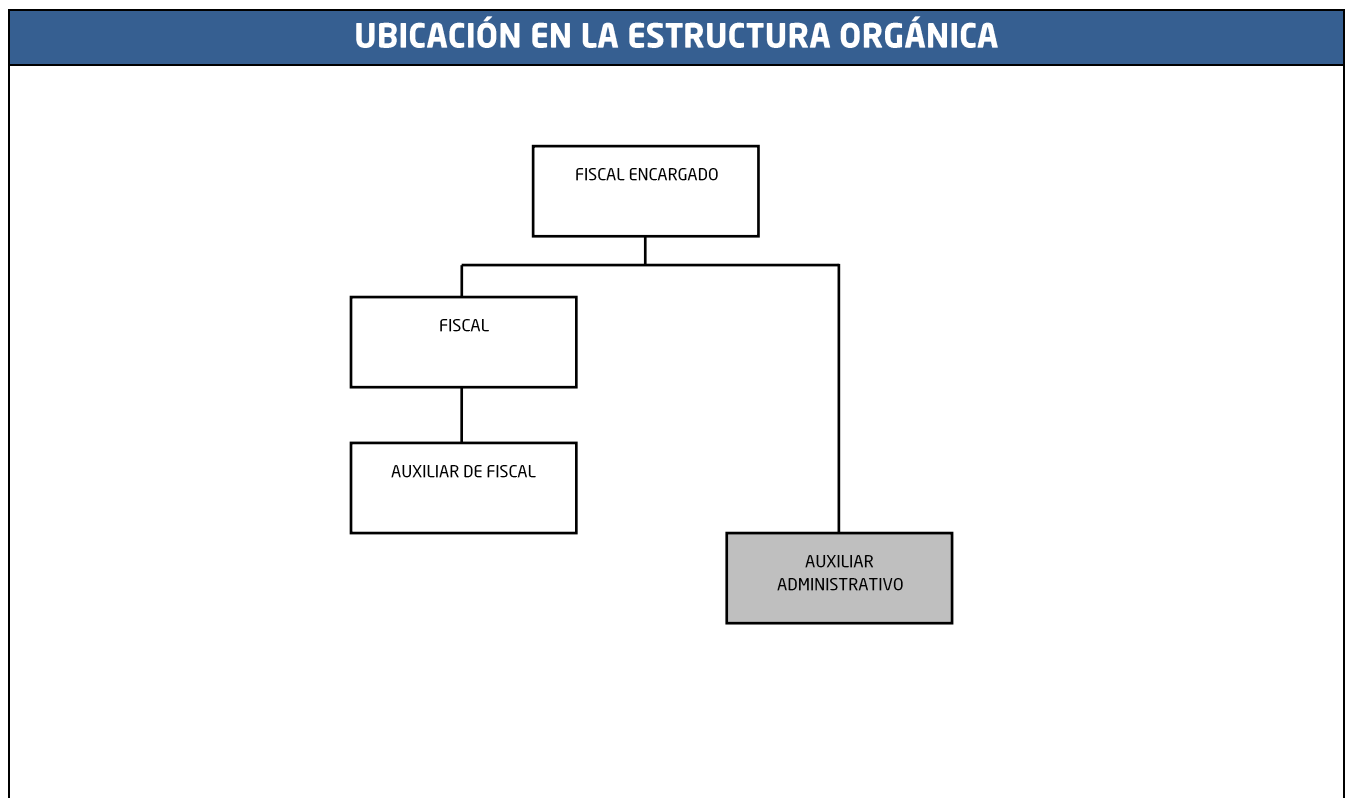 UBICACIÓN EN LA ESTRUCTURA ORGÁNICA
FISCAL ENCARGADO
FISCAL
AUXILIAR DE FISCAL
AUXILIAR
ADMINISTRATIVO